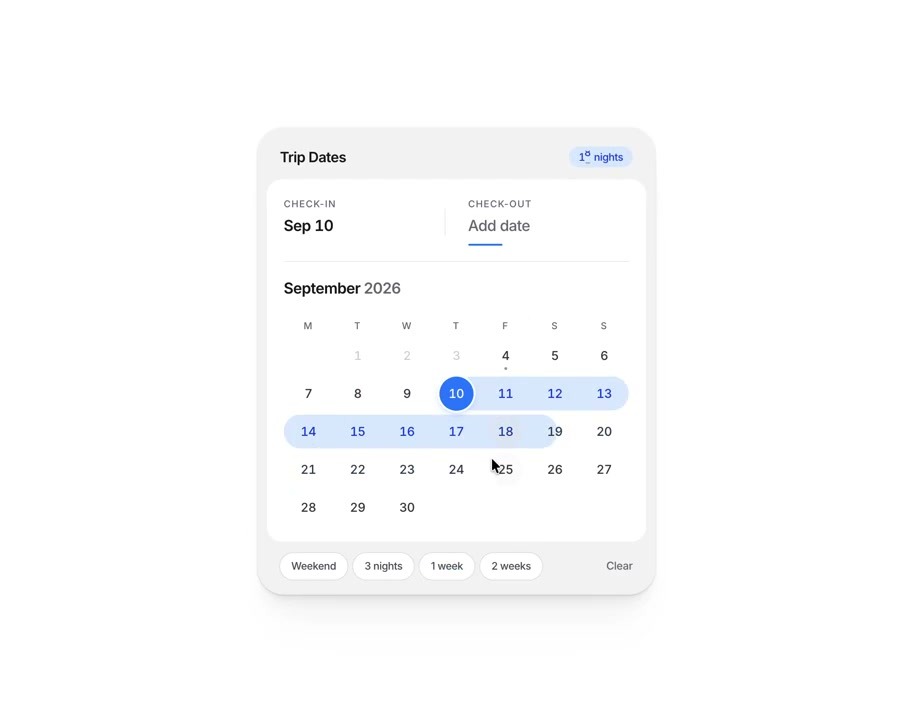 Trip Dates
nights
CHECK-IN
CHECK-OUT
Sep 10
Add date
September 2026
M T W T F S S
1 2 3 4 5 6
7 8 9 10 11 12 13
14 15 16 17 18 19 20
21 22 23 24 25 26 27
28 29 30
Weekend 3 nights 1 week 2 weeks Clear